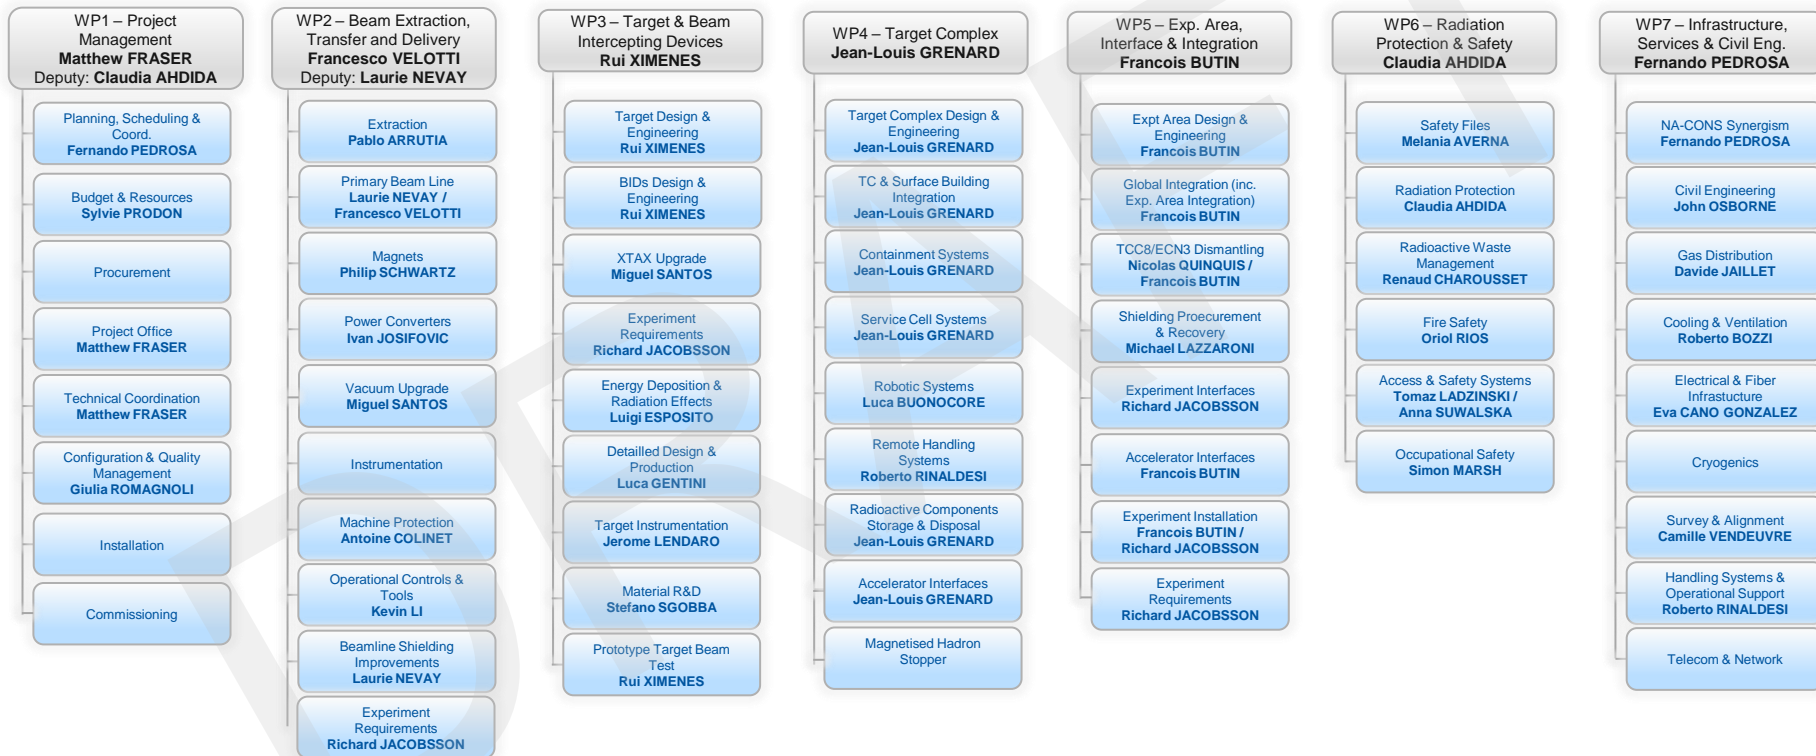 WP1 – Project
Management
Matthew FRASER
Deputy: Claudia AHDIDA
Planning, Scheduling &
Coord.
Fernando PEDROSA
Budget & Resources
Sylvie PRODON
Procurement
Project Office
Matthew FRASER
Technical Coordination
Matthew FRASER
Configuration & Quality
Management
Giulia ROMAGNOLI
Installation
Commissioning
WP2 – Beam Extraction,
Transfer and Delivery
Francesco VELOTTI
Deputy: Laurie NEVAY
Extraction
Pablo ARRUTIA
Primary Beam Line
Laurie NEVAY /
Francesco VELOTTI
Magnets
Philip SCHWARTZ
Power Converters
Ivan JOSIFOVIC
Vacuum Upgrade
Miguel SANTOS
Instrumentation
Machine Protection
Antoine COLINET
Operational Controls &
Tools
Kevin LI
Beamline Shielding
Improvements
Laurie NEVAY
Experiment
Requirements
Richard JACOBSSON
WP3 – Target & Beam
Intercepting Devices
Rui XIMENES
Target Design &
Engineering
Rui XIMENES
BIDs Design &
Engineering
Rui XIMENES
XTAX Upgrade
Miguel SANTOS
Experiment
Requirements
Richard JACOBSSON
Energy Deposition &
Radiation Effects
Luigi ESPOSITO
Detailled Design &
Production
Luca GENTINI
Target Instrumentation
Jerome LENDARO
Material R&D
Stefano SGOBBA
Prototype Target Beam
Test
Rui XIMENES
WP4 – Target Complex
Jean-Louis GRENARD
Target Complex Design &
Engineering
Jean-Louis GRENARD
TC & Surface Building
Integration
Jean-Louis GRENARD
Containment Systems
Jean-Louis GRENARD
Service Cell Systems
Jean-Louis GRENARD
Robotic Systems
Luca BUONOCORE
Remote Handling
Systems
Roberto RINALDESI
Radioactive Components
Storage & Disposal
Jean-Louis GRENARD
Accelerator Interfaces
Jean-Louis GRENARD
Magnetised Hadron
Stopper
WP5 – Exp. Area,
Interface & Integration
Francois BUTIN
Expt Area Design &
Engineering
Francois BUTIN
Global Integration (inc.
Exp. Area Integration)
Francois BUTIN
TCC8/ECN3 Dismantling
Nicolas QUINQUIS /
Francois BUTIN
Shielding Proecurement
& Recovery
Michael LAZZARONI
Experiment Interfaces
Richard JACOBSSON
Accelerator Interfaces
Francois BUTIN
Experiment Installation
Francois BUTIN /
Richard JACOBSSON
Experiment
Requirements
Richard JACOBSSON
WP6 – Radiation
Protection & Safety
Claudia AHDIDA
Safety Files
Melania AVERNA
Radiation Protection
Claudia AHDIDA
Radioactive Waste
Management
Renaud CHAROUSSET
Fire Safety
Oriol RIOS
Access & Safety Systems
Tomaz LADZINSKI /
Anna SUWALSKA
Occupational Safety
Simon MARSH
WP7 – Infrastructure,
Services & Civil Eng.
Fernando PEDROSA
NA-CONS Synergism
Fernando PEDROSA
Civil Engineering
John OSBORNE
Gas Distribution
Davide JAILLET
Cooling & Ventilation
Roberto BOZZI
Electrical & Fiber
Infrastucture
Eva CANO GONZALEZ
Cryogenics
Survey & Alignment
Camille VENDEUVRE
Handling Systems &
Operational Support
Roberto RINALDESI
Telecom & Network
DRAFT